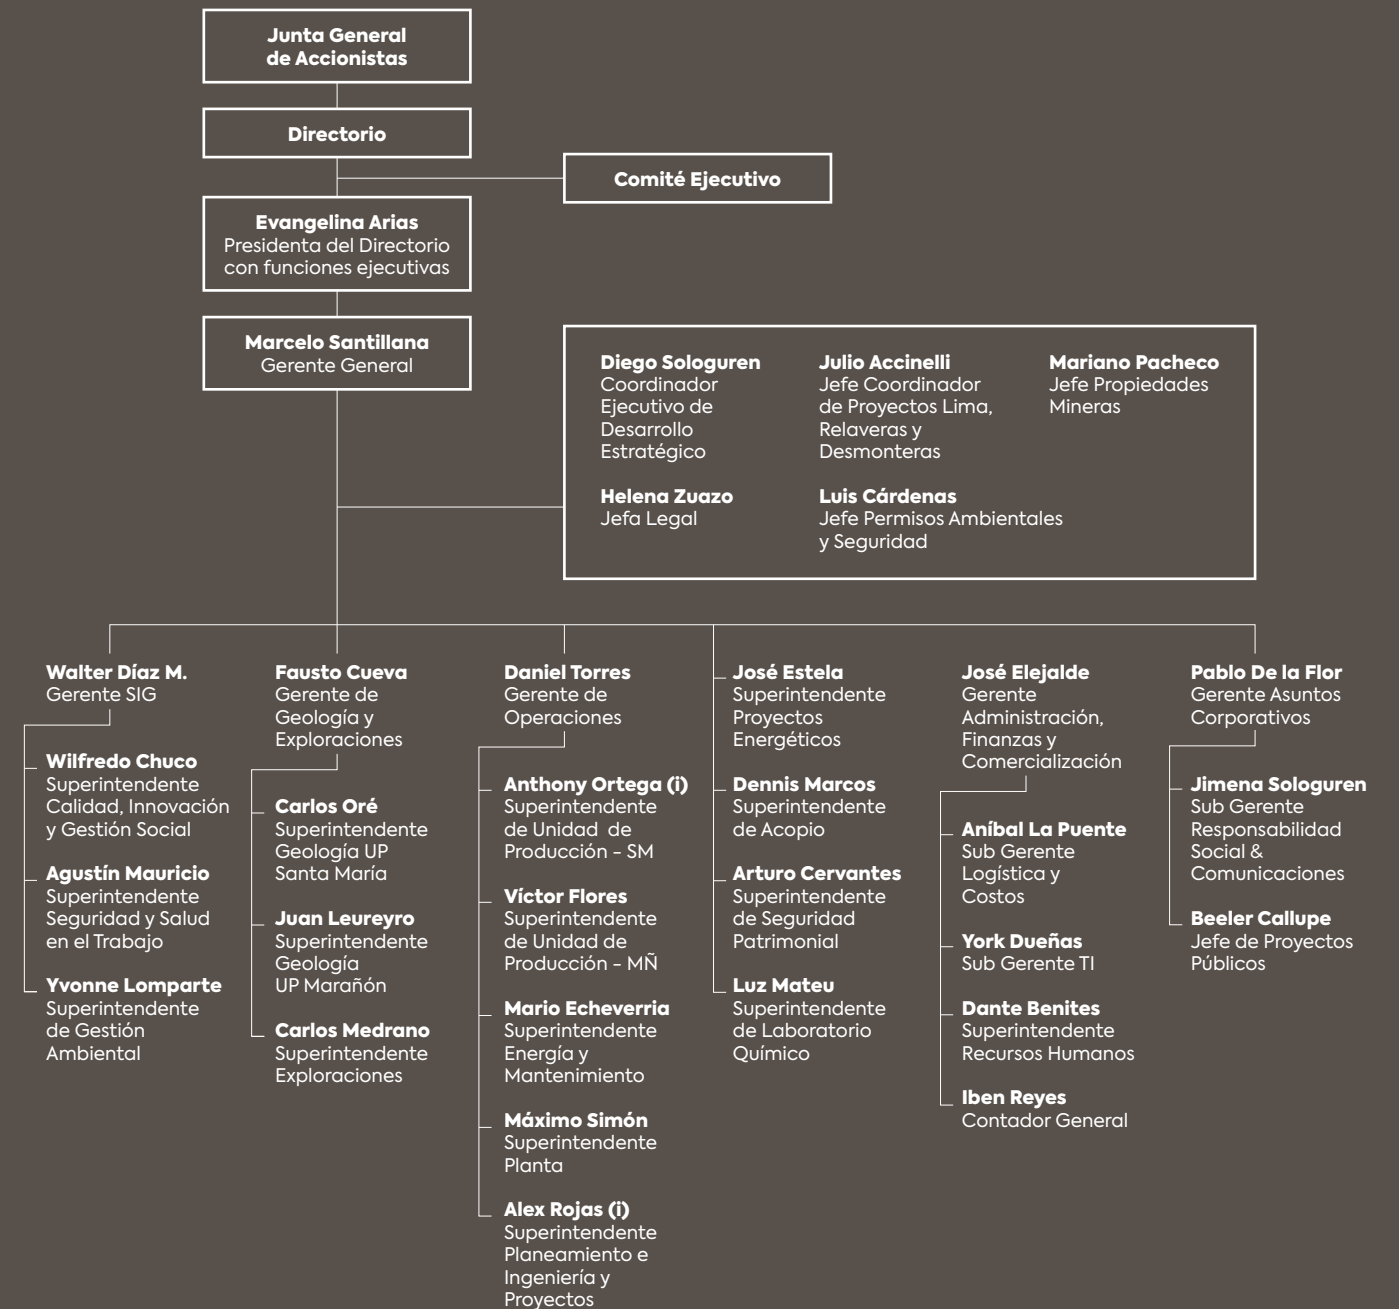 Junta General
de Accionistas
Directorio
Comité Ejecutivo
Evangelina Arias
Presidenta del Directorio
con funciones ejecutivas
Marcelo Santillana
Gerente General
Diego Sologuren
Coordinador
Ejecutivo de
Desarrollo
Estratégico
Julio Accinelli
Jefe Coordinador
de Proyectos Lima,
Relaveras y
Desmonteras
Mariano Pacheco
Jefe Propiedades
Mineras
Helena Zuazo
Jefa Legal
Luis Cárdenas
Jefe Permisos Ambientales
y Seguridad
Walter Díaz M.
Gerente SIG
Wilfredo Chuco
Superintendente
Calidad, Innovación
y Gestión Social
Agustín Mauricio
Superintendente
Seguridad y Salud
en el Trabajo
Yvonne Lomparte
Superintendente
de Gestión
Ambiental
Fausto Cueva
Gerente de
Geología y
Exploraciones
Carlos Oré
Superintendente
Geología UP
Santa María
Juan Leureyro
Superintendente
Geología
UP Marañón
Carlos Medrano
Superintendente
Exploraciones
Daniel Torres
Gerente de
Operaciones
Anthony Ortega (i)
Superintendente
de Unidad de
Producción - SM
Víctor Flores
Superintendente
de Unidad de
Producción - MÑ
Mario Echeverria
Superintendente
Energía y
Mantenimiento
Máximo Simón
Superintendente
Planta
Alex Rojas (i)
Superintendente
Planeamiento e
Ingeniería y
Proyectos
José Estela
Superintendente
Proyectos
Energéticos
Dennis Marcos
Superintendente
de Acopio
Arturo Cervantes
Superintendente
de Seguridad
Patrimonial
Luz Mateu
Superintendente
de Laboratorio
Químico
José Elejalde
Gerente
Administración,
Finanzas y
Comercialización
Aníbal La Puente
Sub Gerente
Logística y
Costos
York Dueñas
Sub Gerente TI
Dante Benites
Superintendente
Recursos Humanos
Iben Reyes
Contador General
Pablo De la Flor
Gerente Asuntos
Corporativos
Jimena Sologuren
Sub Gerente
Responsabilidad
Social &
Comunicaciones
Beeler Callupe
Jefe de Proyectos
Públicos